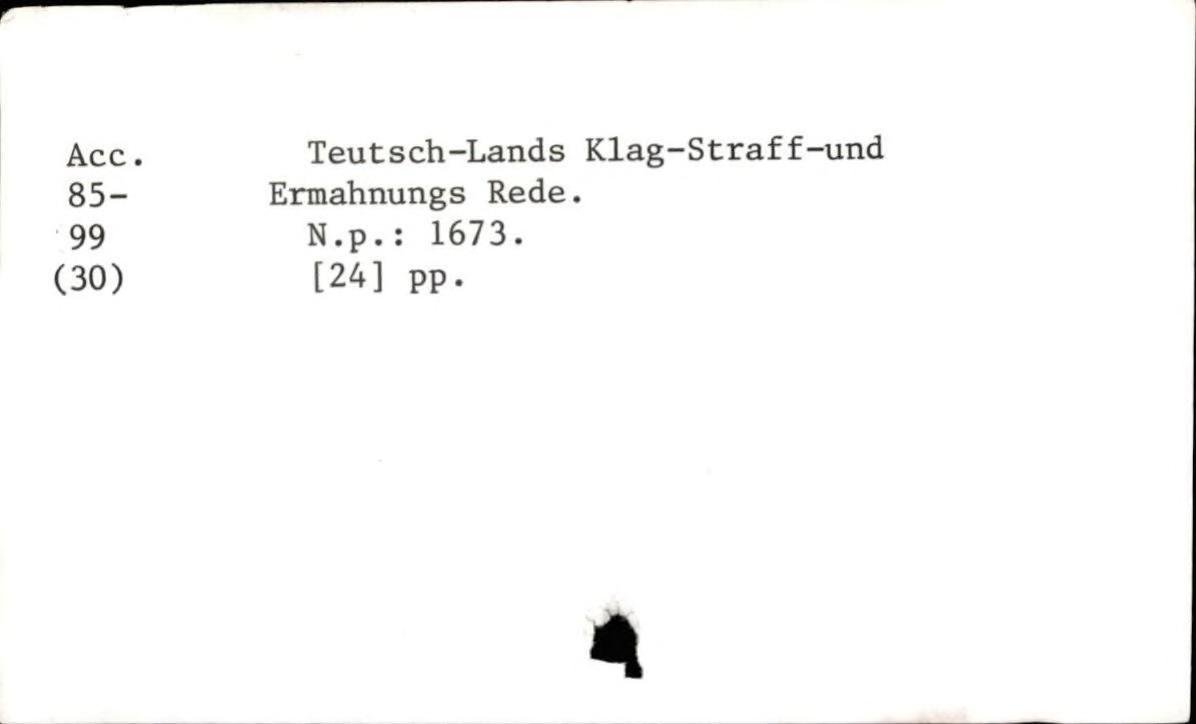 Acc. Teutsch-Lands Klag-Straff-und
85- Ermahnungs Rede.
99 N.p.: 1673.
(30) [24] pp.